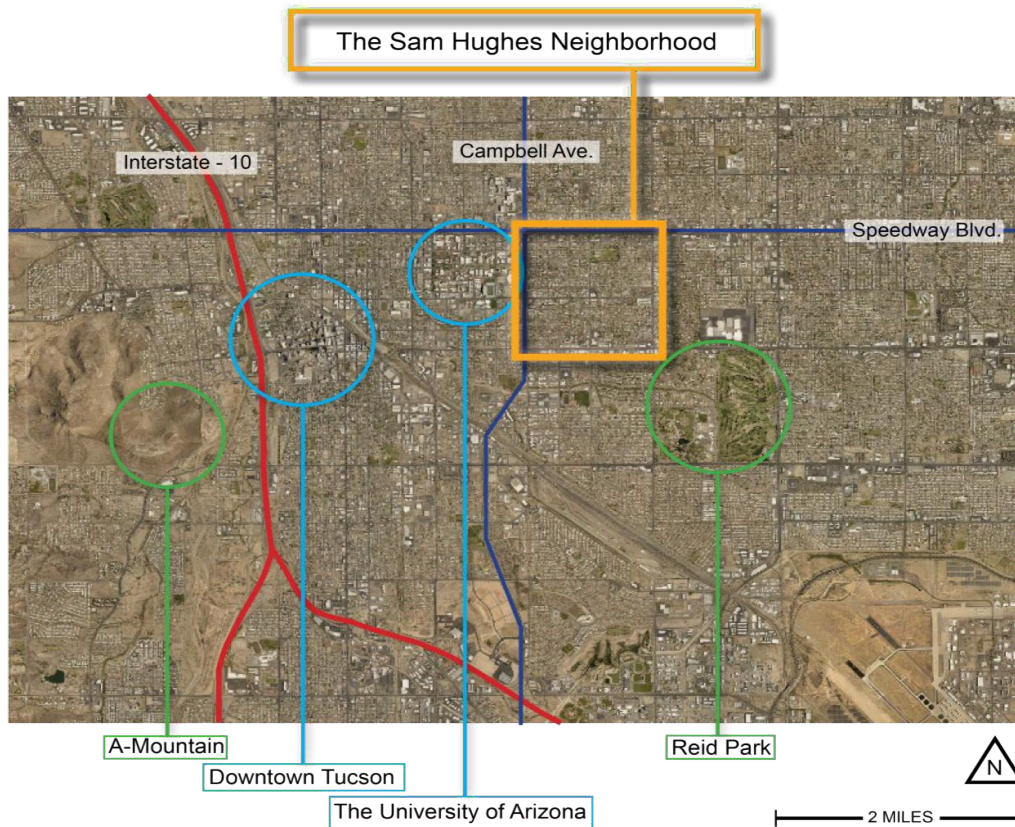 The Sam Hughes Neighborhood
Interstate - 10
Campbell Ave.
Speedway Blvd.
A-Mountain
Downtown Tucson
The University of Arizona
Reid Park
N
2 MILES